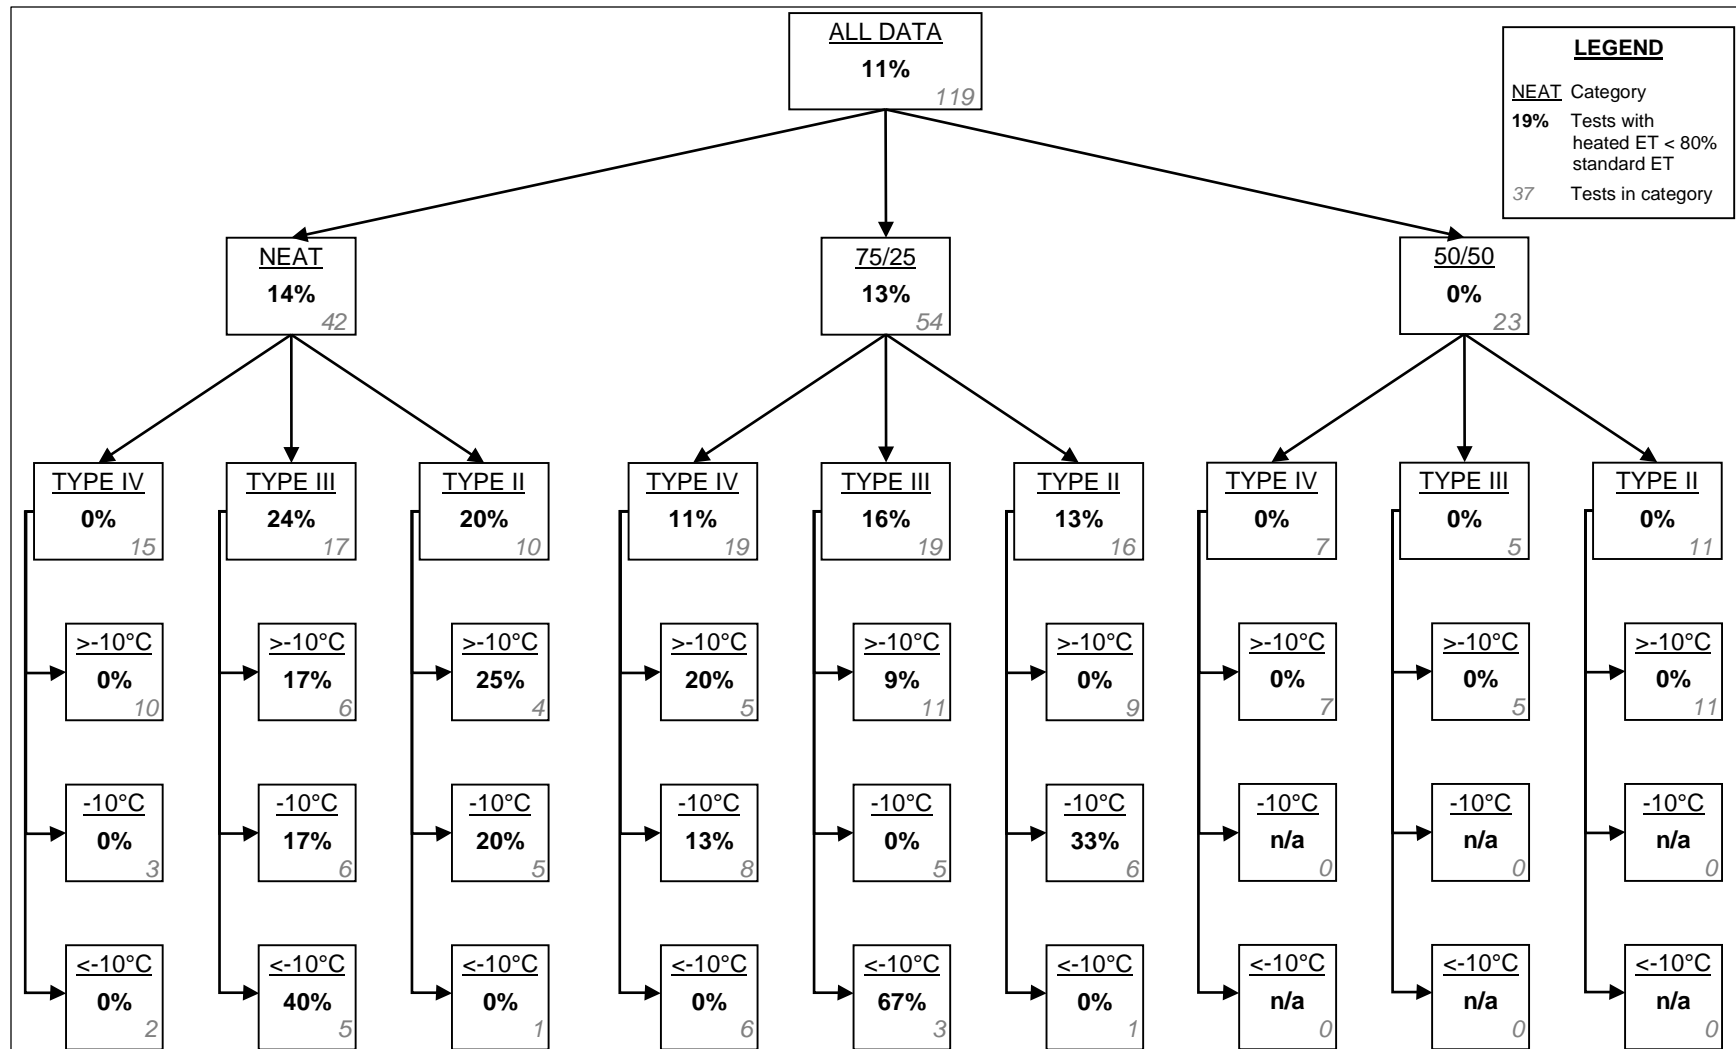 ALL DATA
11%
119
LEGEND
NEAT Category
19% Tests with
heated ET < 80%
standard ET
37 Tests in category
NEAT
14%
42
75/25
13%
54
50/50
0%
23
TYPE IV
0%
15
TYPE III
24%
17
TYPE II
20%
10
TYPE IV
11%
19
TYPE III
16%
19
TYPE II
13%
16
TYPE IV
0%
7
TYPE III
0%
5
TYPE II
0%
11
>-10°C
0%
10
>-10°C
17%
6
>-10°C
25%
4
>-10°C
20%
5
>-10°C
9%
11
>-10°C
0%
9
>-10°C
0%
7
>-10°C
0%
5
>-10°C
0%
11
-10°C
0%
3
-10°C
17%
6
-10°C
20%
5
-10°C
13%
8
-10°C
0%
5
-10°C
33%
6
-10°C
n/a
0
-10°C
n/a
0
-10°C
n/a
0
<-10°C
0%
2
<-10°C
40%
5
<-10°C
0%
1
<-10°C
0%
6
<-10°C
67%
3
<-10°C
0%
1
<-10°C
n/a
0
<-10°C
n/a
0
<-10°C
n/a
0